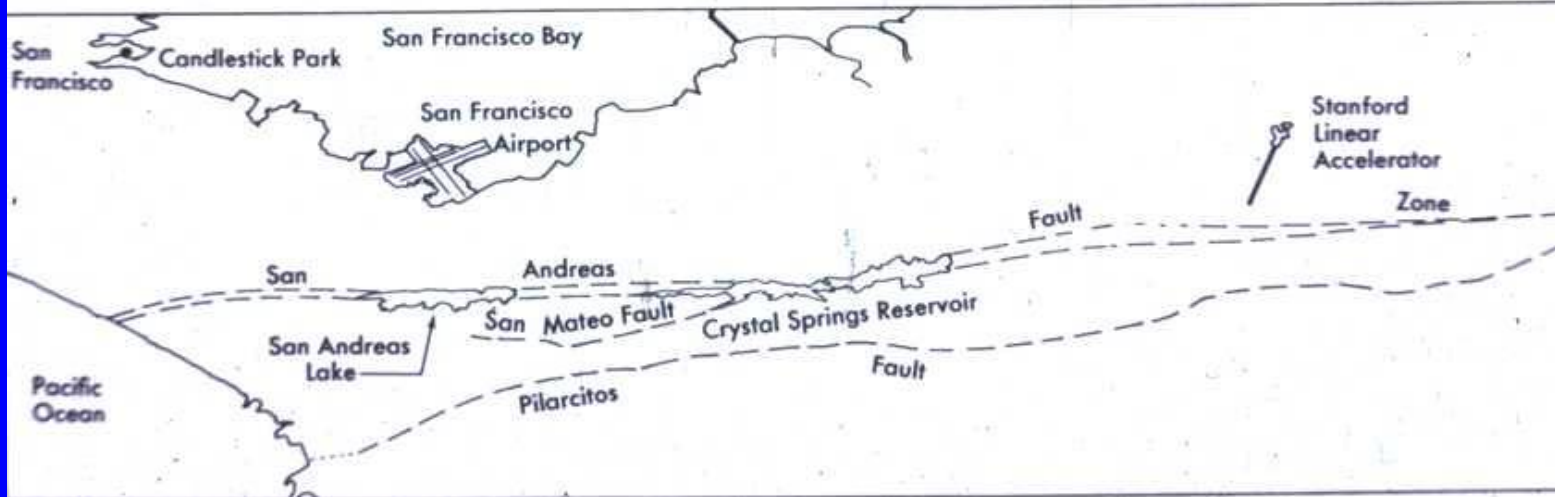 San
Francisco
Candlestick Park
San Francisco Bay
San Francisco
Airport
Stanford
Linear
Accelerator
San Andreas Fault Zone
San Mateo Fault
Crystal Springs Reservoir
San Andreas
Lake
Pilarcitos Fault
Pacific
Ocean